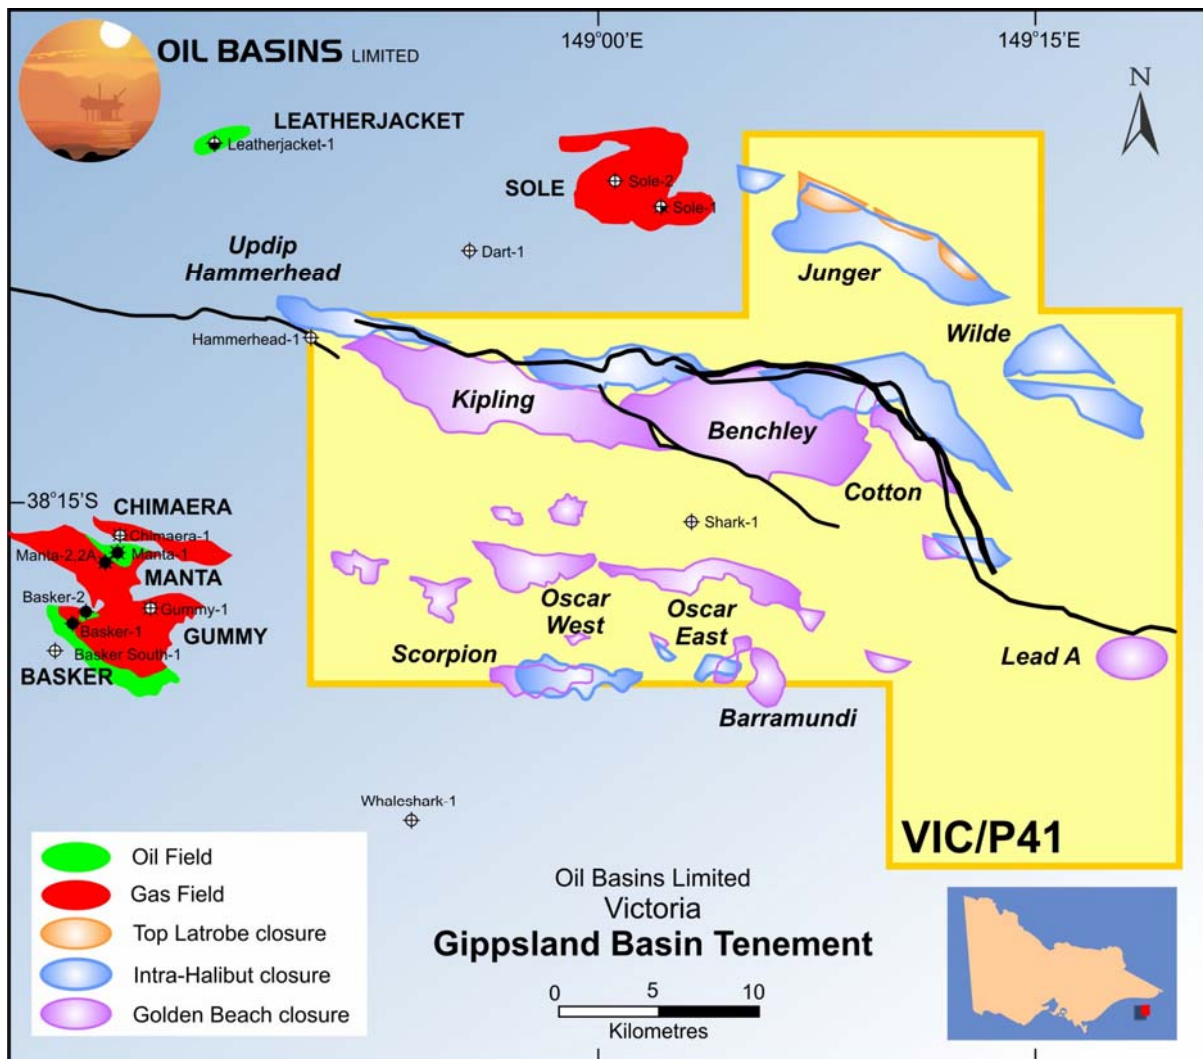 149°00'E
149°15'E
OIL BASINS LIMITED
N
LEATHERJACKET
Leatherjacket-1
SOLE
Sole-2
Sole-1
Dart-1
Updip
Hammerhead
Junger
Hammerhead-1
Wilde
Kipling
Benchley
Cotton
38°15'S
CHIMAERA
Chimaera-1
Manta-2,2A
Manta-1
MANTA
Shark-1
Basker-2
Gummy-1
Basker-1
GUMMY
Basker South-1
BASKER
Oscar
West
Oscar
East
Scorpion
Lead A
Barramundi
Whaleshark-1
VIC/P41
Oil Field
Gas Field
Top Latrobe closure
Intra-Halibut closure
Golden Beach closure
Oil Basins Limited
Victoria
Gippsland Basin Tenement
0 5 10
Kilometres